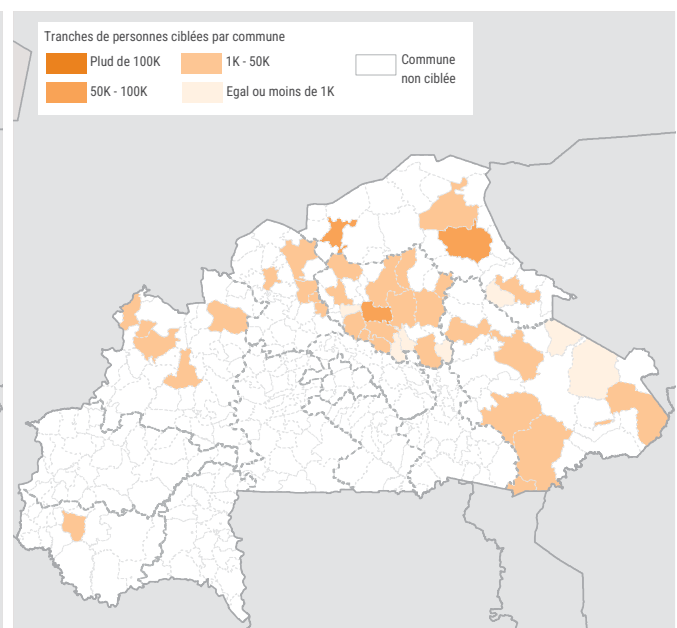 Tranches de personnes ciblées par commune
Plud de 100K
1K - 50K
Commune
non ciblée
50K - 100K
Egal ou moins de 1K